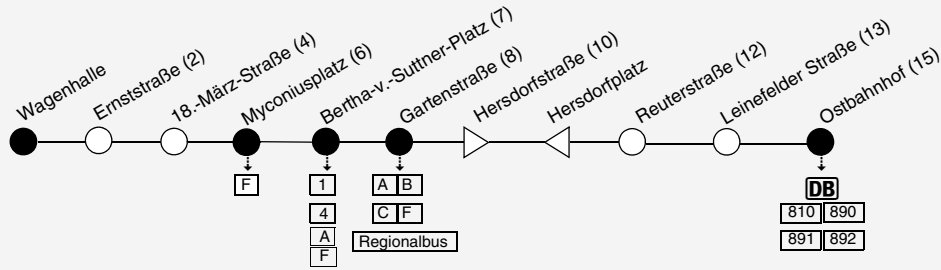 Wagenhalle
Ernststraße (2)
18.-März-Straße (4)
Myconiusplatz (6)
Bertha-v.-Suttner-Platz (7)
Gartenstraße (8)
Hersdorfstraße (10)
Hersdorfplatz
Reuterstraße (12)
Leinefelder Straße (13)
Ostbahnhof (15)
F
1
4
A
F
A B
C F
Regionalbus
DB
810 890
891 892